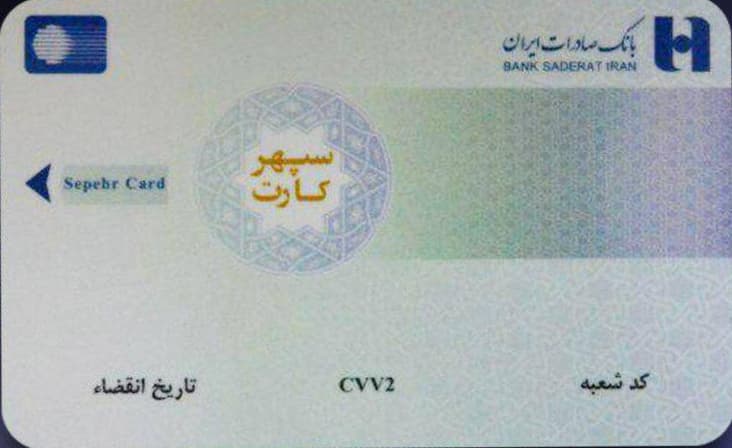 بانک صادرات ایران
BANK SADERAT IRAN
سپهر
کارت
Sepehr Card
کد شعبه
CVV2
تاریخ انقضاء